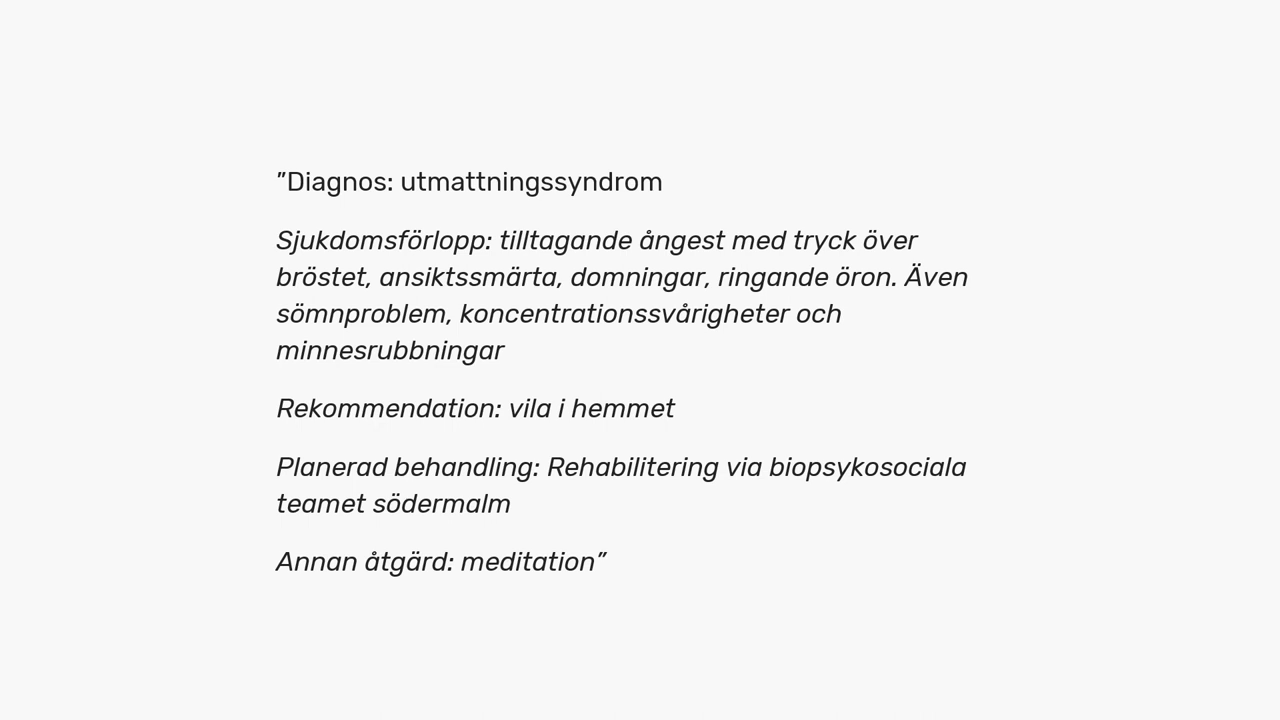 ”Diagnos: utmattningssyndrom
Sjukdomsförlopp: tilltagande ångest med tryck över
bröstet, ansiktssmärta, domningar, ringande öron. Även
sömnproblem, koncentrationssvårigheter och
minnesrubbningar
Rekommendation: vila i hemmet
Planerad behandling: Rehabilitering via biopsykosociala
teamet södermalm
Annan åtgärd: meditation”